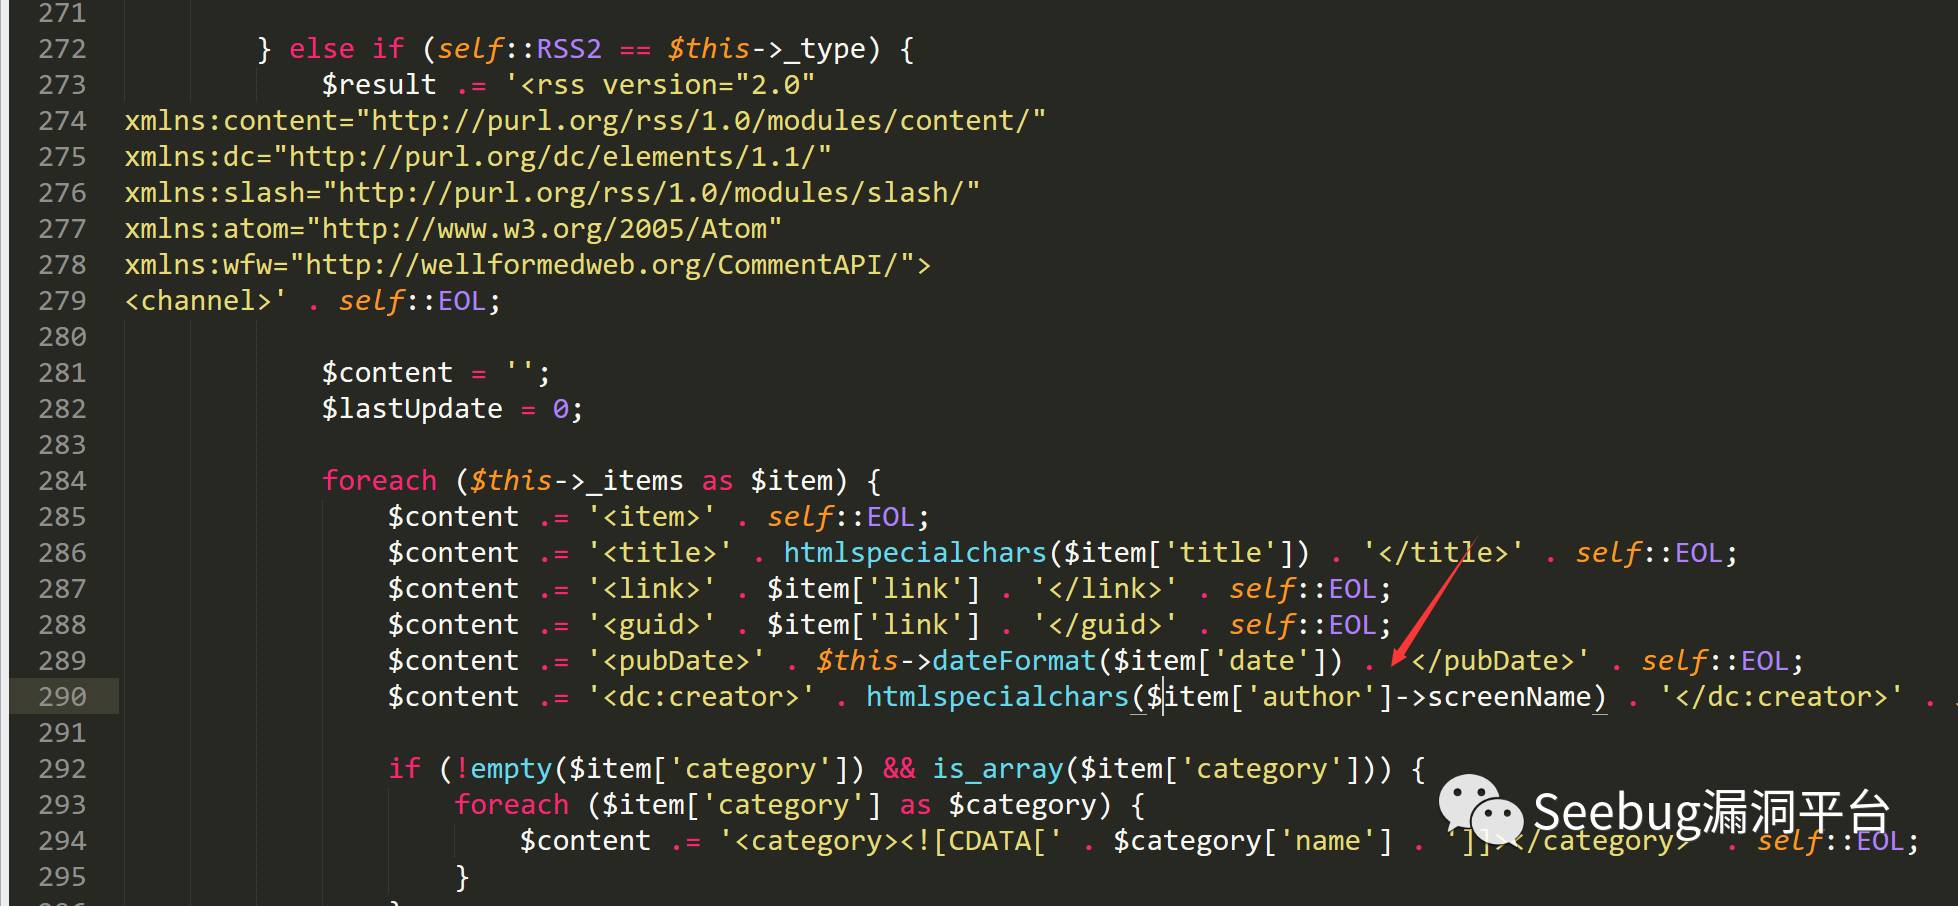 271
272 } else if (self::RSS2 == $this->_type) {
273 $result .= '<rss version="2.0"
274 xmlns:content="http://purl.org/rss/1.0/modules/content/"
275 xmlns:dc="http://purl.org/dc/elements/1.1/"
276 xmlns:slash="http://purl.org/rss/1.0/modules/slash/"
277 xmlns:atom="http://www.w3.org/2005/Atom"
278 xmlns:wfw="http://wellformedweb.org/CommentAPI/">
279 <channel>' . self::EOL;
280
281 $content = '';
282 $lastUpdate = 0;
283
284 foreach ($this->_items as $item) {
285 $content .= '<item>' . self::EOL;
286 $content .= '<title>' . htmlspecialchars($item['title']) . '</title>' . self::EOL;
287 $content .= '<link>' . $item['link'] . '</link>' . self::EOL;
288 $content .= '<guid>' . $item['link'] . '</guid>' . self::EOL;
289 $content .= '<pubDate>' . $this->dateFormat($item['date']) . '</pubDate>' . self::EOL;
290 $content .= '<dc:creator>' . htmlspecialchars($item['author']->screenName) . '</dc:creator>' .
291
292 if (!empty($item['category']) && is_array($item['category'])) {
293 foreach ($item['category'] as $category) {
294 $content .= '<category><![CDATA[' . $category['name'] . ']]></category>' . self::EOL;
295 }
Seebug漏洞平台